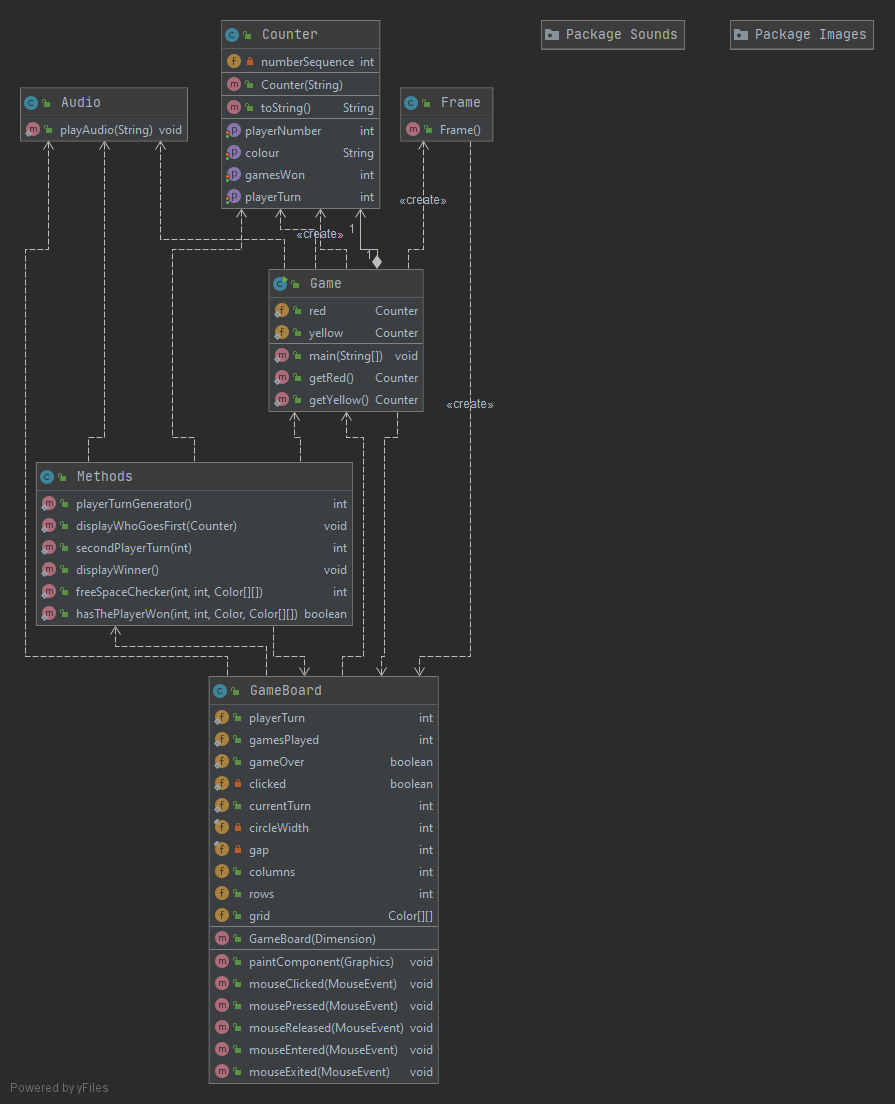 Counter
numberSequence int
Counter(String)
toString() String
playerNumber int
colour String
gamesWon int
playerTurn int
Package Sounds
Package Images
Audio
playAudio(String) void
Frame
Frame()
«create»
«create»
1
1
Game
red Counter
yellow Counter
main(String[]) void
getRed() Counter
getYellow() Counter
«create»
Methods
playerTurnGenerator() int
displayWhoGoesFirst(Counter) void
secondPlayerTurn(int) int
displayWinner() void
freeSpaceChecker(int, int, Color[][]) int
hasThePlayerWon(int, int, Color, Color[][]) boolean
GameBoard
playerTurn int
gamesPlayed int
gameOver boolean
clicked boolean
currentTurn int
circleWidth int
gap int
columns int
rows int
grid Color[][]
GameBoard(Dimension)
paintComponent(Graphics) void
mouseClicked(MouseEvent) void
mousePressed(MouseEvent) void
mouseReleased(MouseEvent) void
mouseEntered(MouseEvent) void
mouseExited(MouseEvent) void
Powered by yFiles